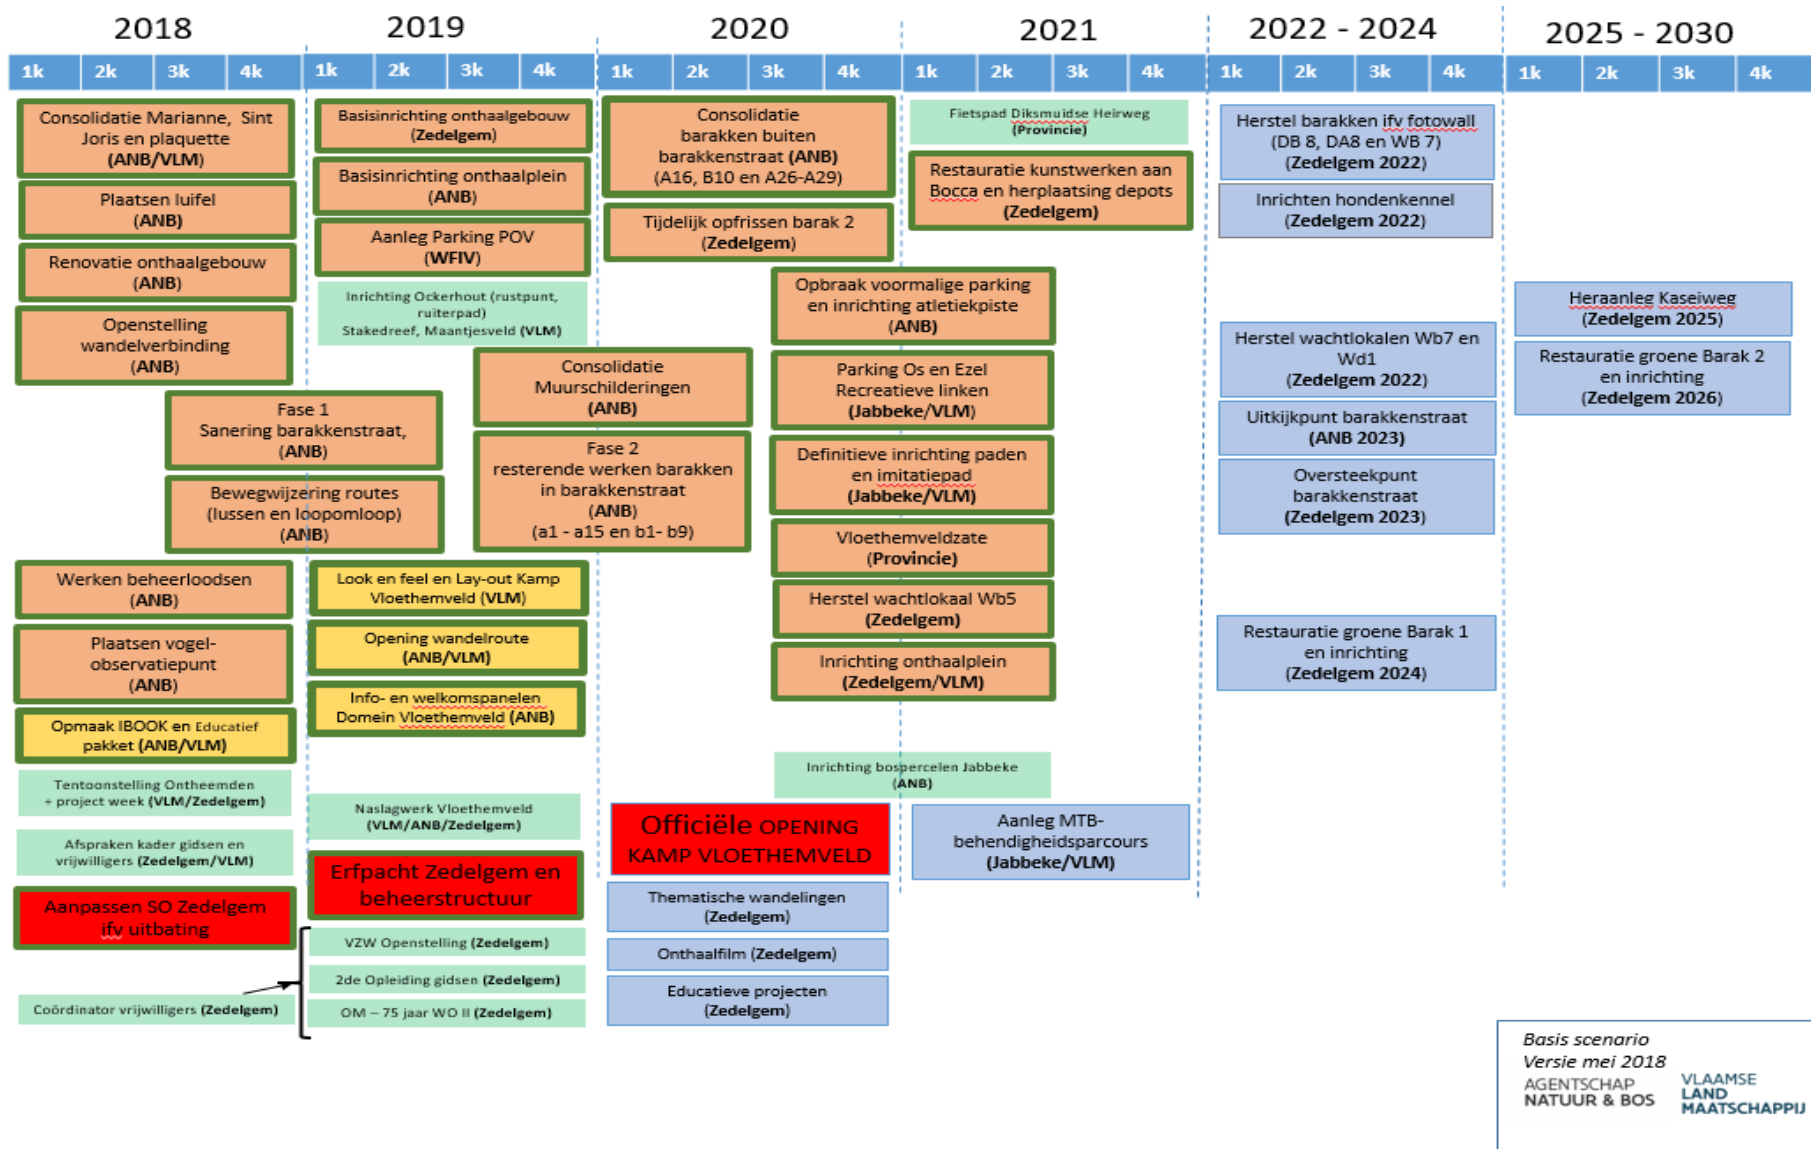 2018
2019
2020
2021
2022 - 2024
2025 - 2030
1k 2k 3k 4k
1k 2k 3k 4k
1k 2k 3k 4k
1k 2k 3k 4k
1k 2k 3k 4k
1k 2k 3k 4k
Consolidatie Marianne, Sint
Joris en plaquette
(ANB/VLM)
Plaatsen luifel
(ANB)
Renovatie onthaalgebouw
(ANB)
Openstelling
wandelverbinding
(ANB)
Fase 1
Sanering barakkenstraat,
(ANB)
Bewegwijzering routes
(lussen en loopomloop)
(ANB)
Werken beheerloodsen
(ANB)
Plaatsen vogel-
observatiepunt
(ANB)
Opmaak IBOOK en Educatief
pakket (ANB/VLM)
Tentoonstelling Ontheemden
+ project week (VLM/Zedelgem)
Afspraken kader gidsen en
vrijwilligers (Zedelgem/VLM)
Aanpassen SO Zedelgem
ifv uitbating
Coördinator vrijwilligers (Zedelgem)
Basisinrichting onthaalgebouw
(Zedelgem)
Basisinrichting onthaalplein
(ANB)
Aanleg Parking POV
(WFIV)
Inrichting Ockerhout (rustpunt,
ruiterpad)
Stakedreef, Maantjesveld (VLM)
Consolidatie
Muurschilderingen
(ANB)
Fase 2
resterende werken barakken
in barakkenstraat
(ANB)
(a1 - a15 en b1- b9)
Look en feel en Lay-out Kamp
Vloethemveld (VLM)
Opening wandelroute
(ANB/VLM)
Info- en welkomspanelen
Domein Vloethemveld (ANB)
Naslagwerk Vloethemveld
(VLM/ANB/Zedelgem)
Erfpacht Zedelgem en
beheerstructuur
VZW Openstelling (Zedelgem)
2de Opleiding gidsen (Zedelgem)
OM – 75 jaar WO II (Zedelgem)
Consolidatie
barakken buiten
barakkenstraat (ANB)
(A16, B10 en A26-A29)
Tijdelijk opfrissen barak 2
(Zedelgem)
Opbraak voormalige parking
en inrichting atletiekpiste
(ANB)
Parking Os en Ezel
Recreatieve linken
(Jabbeke/VLM)
Definitieve inrichting paden
en imitatiepad
(Jabbeke/VLM)
Vloethemveldzate
(Provincie)
Herstel wachtlokaal Wb5
(Zedelgem)
Inrichting onthaalplein
(Zedelgem/VLM)
Inrichting bospercelen Jabbeke
(ANB)
Officiële OPENING
KAMP VLOETHEMVELD
Thematische wandelingen
(Zedelgem)
Onthaalfilm (Zedelgem)
Educatieve projecten
(Zedelgem)
Fietspad Diksmuidse Heirweg
(Provincie)
Restauratie kunstwerken aan
Bocca en herplaatsing depots
(Zedelgem)
Aanleg MTB-
behendigheidsparcours
(Jabbeke/VLM)
Herstel barakken ifv fotowall
(DB 8, DA8 en WB 7)
(Zedelgem 2022)
Inrichten hondenkennel
(Zedelgem 2022)
Herstel wachtlokalen Wb7 en
Wd1
(Zedelgem 2022)
Uitkijkpunt barakkenstraat
(ANB 2023)
Oversteekpunt
barakkenstraat
(Zedelgem 2023)
Restauratie groene Barak 1
en inrichting
(Zedelgem 2024)
Heraanleg Kaseiweg
(Zedelgem 2025)
Restauratie groene Barak 2
en inrichting
(Zedelgem 2026)
Basis scenario
Versie mei 2018
AGENTSCHAP
NATUUR & BOS
VLAAMSE
LAND
MAATSCHAPPIJ